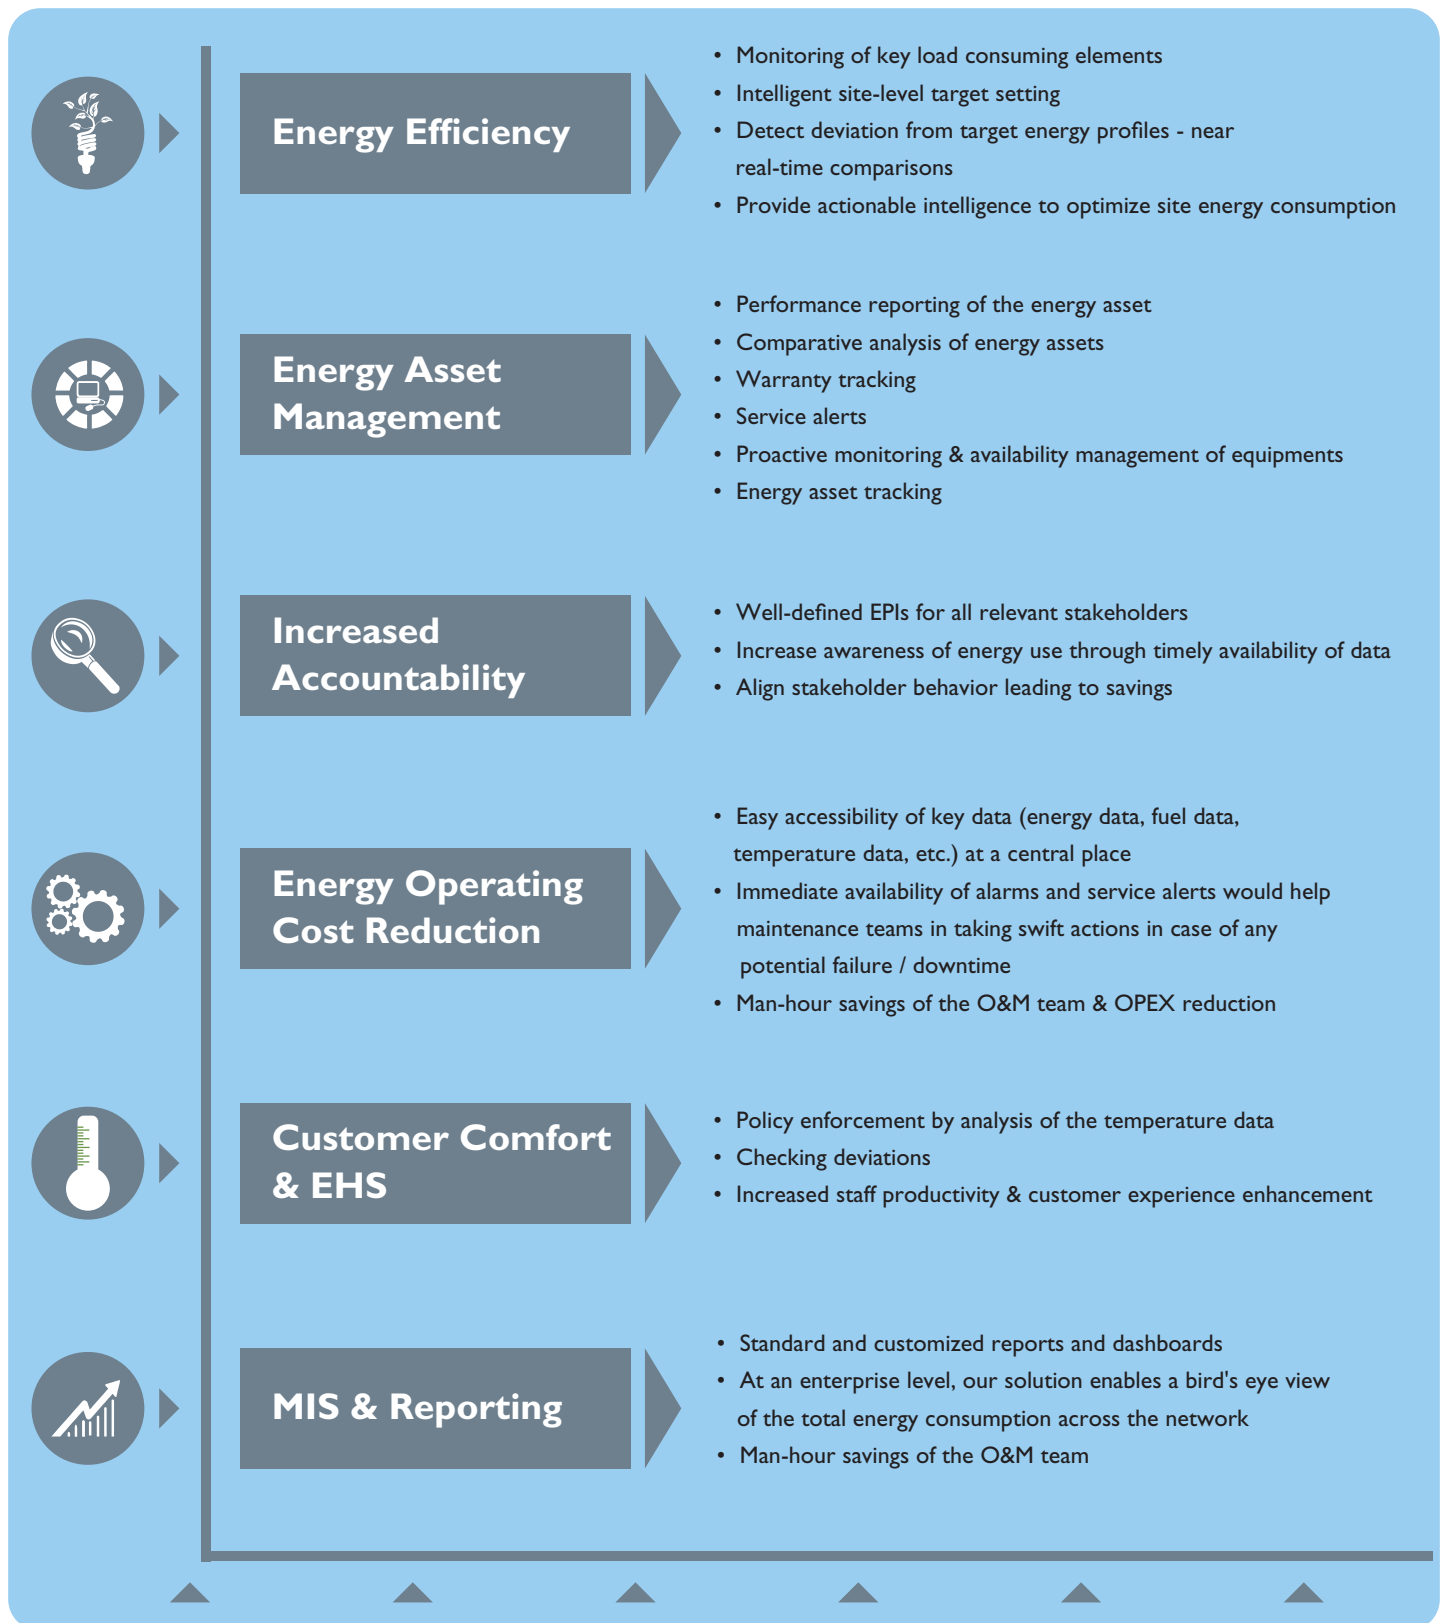 Energy Efficiency
• Monitoring of key load consuming elements
• Intelligent site-level target setting
• Detect deviation from target energy profiles - near
real-time comparisons
• Provide actionable intelligence to optimize site energy consumption
Energy Asset
Management
• Performance reporting of the energy asset
• Comparative analysis of energy assets
• Warranty tracking
• Service alerts
• Proactive monitoring & availability management of equipments
• Energy asset tracking
Increased
Accountability
• Well-defined EPIs for all relevant stakeholders
• Increase awareness of energy use through timely availability of data
• Align stakeholder behavior leading to savings
Energy Operating
Cost Reduction
• Easy accessibility of key data (energy data, fuel data,
temperature data, etc.) at a central place
• Immediate availability of alarms and service alerts would help
maintenance teams in taking swift actions in case of any
potential failure / downtime
• Man-hour savings of the O&M team & OPEX reduction
Customer Comfort
& EHS
• Policy enforcement by analysis of the temperature data
• Checking deviations
• Increased staff productivity & customer experience enhancement
MIS & Reporting
• Standard and customized reports and dashboards
• At an enterprise level, our solution enables a bird's eye view
of the total energy consumption across the network
• Man-hour savings of the O&M team